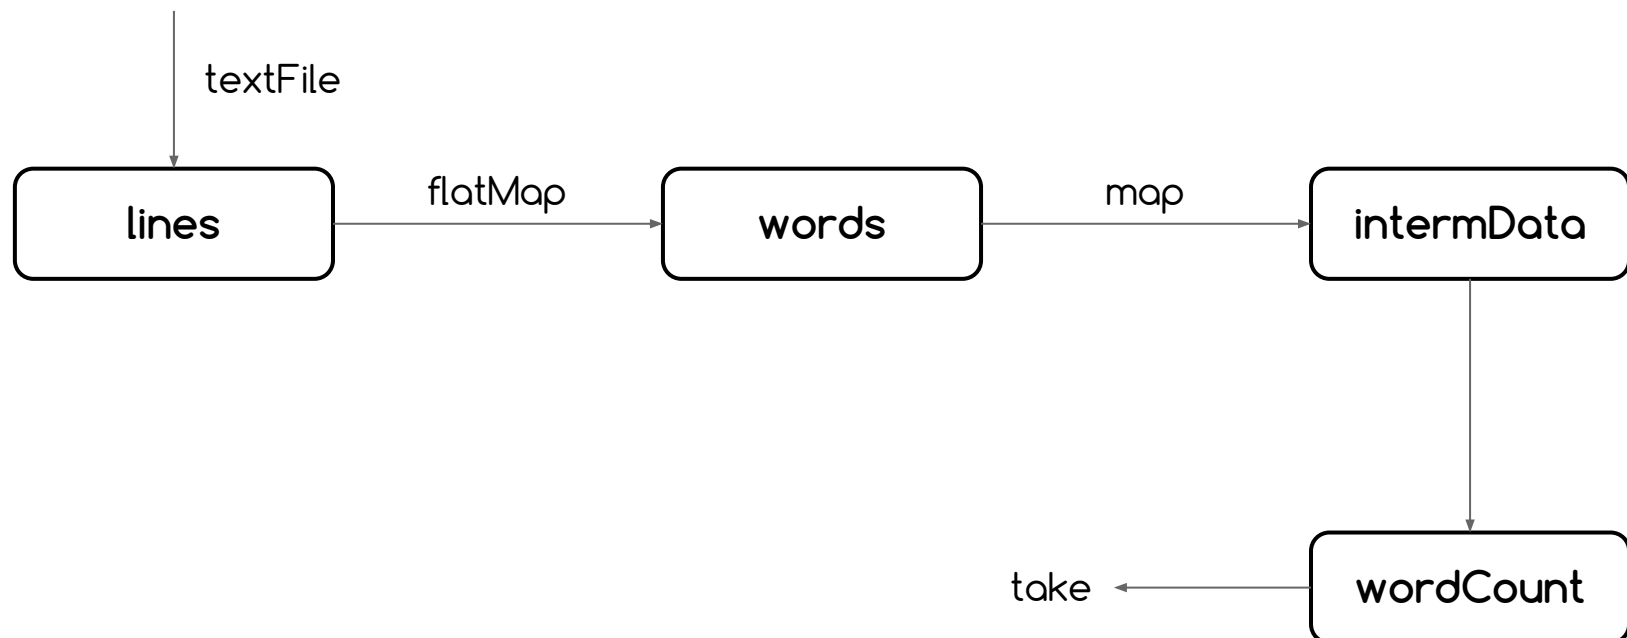 textFile
lines
flatMap
words
map
intermData
take
wordCount